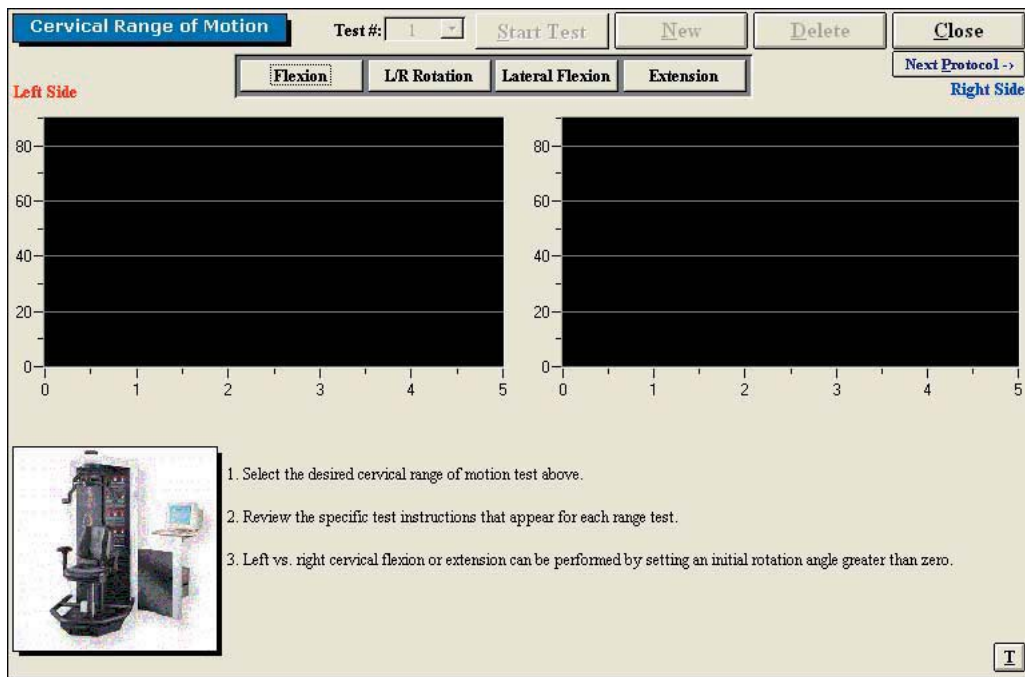 Cervical Range of Motion
Test #: 1
Start Test
New
Delete
Close
Flexion
L/R Rotation
Lateral Flexion
Extension
Next Protocol ->
Left Side
Right Side
80
60
40
20
0
0 1 2 3 4 5
80
60
40
20
0
0 1 2 3 4 5
1. Select the desired cervical range of motion test above.
2. Review the specific test instructions that appear for each range test.
3. Left vs. right cervical flexion or extension can be performed by setting an initial rotation angle greater than zero.
T